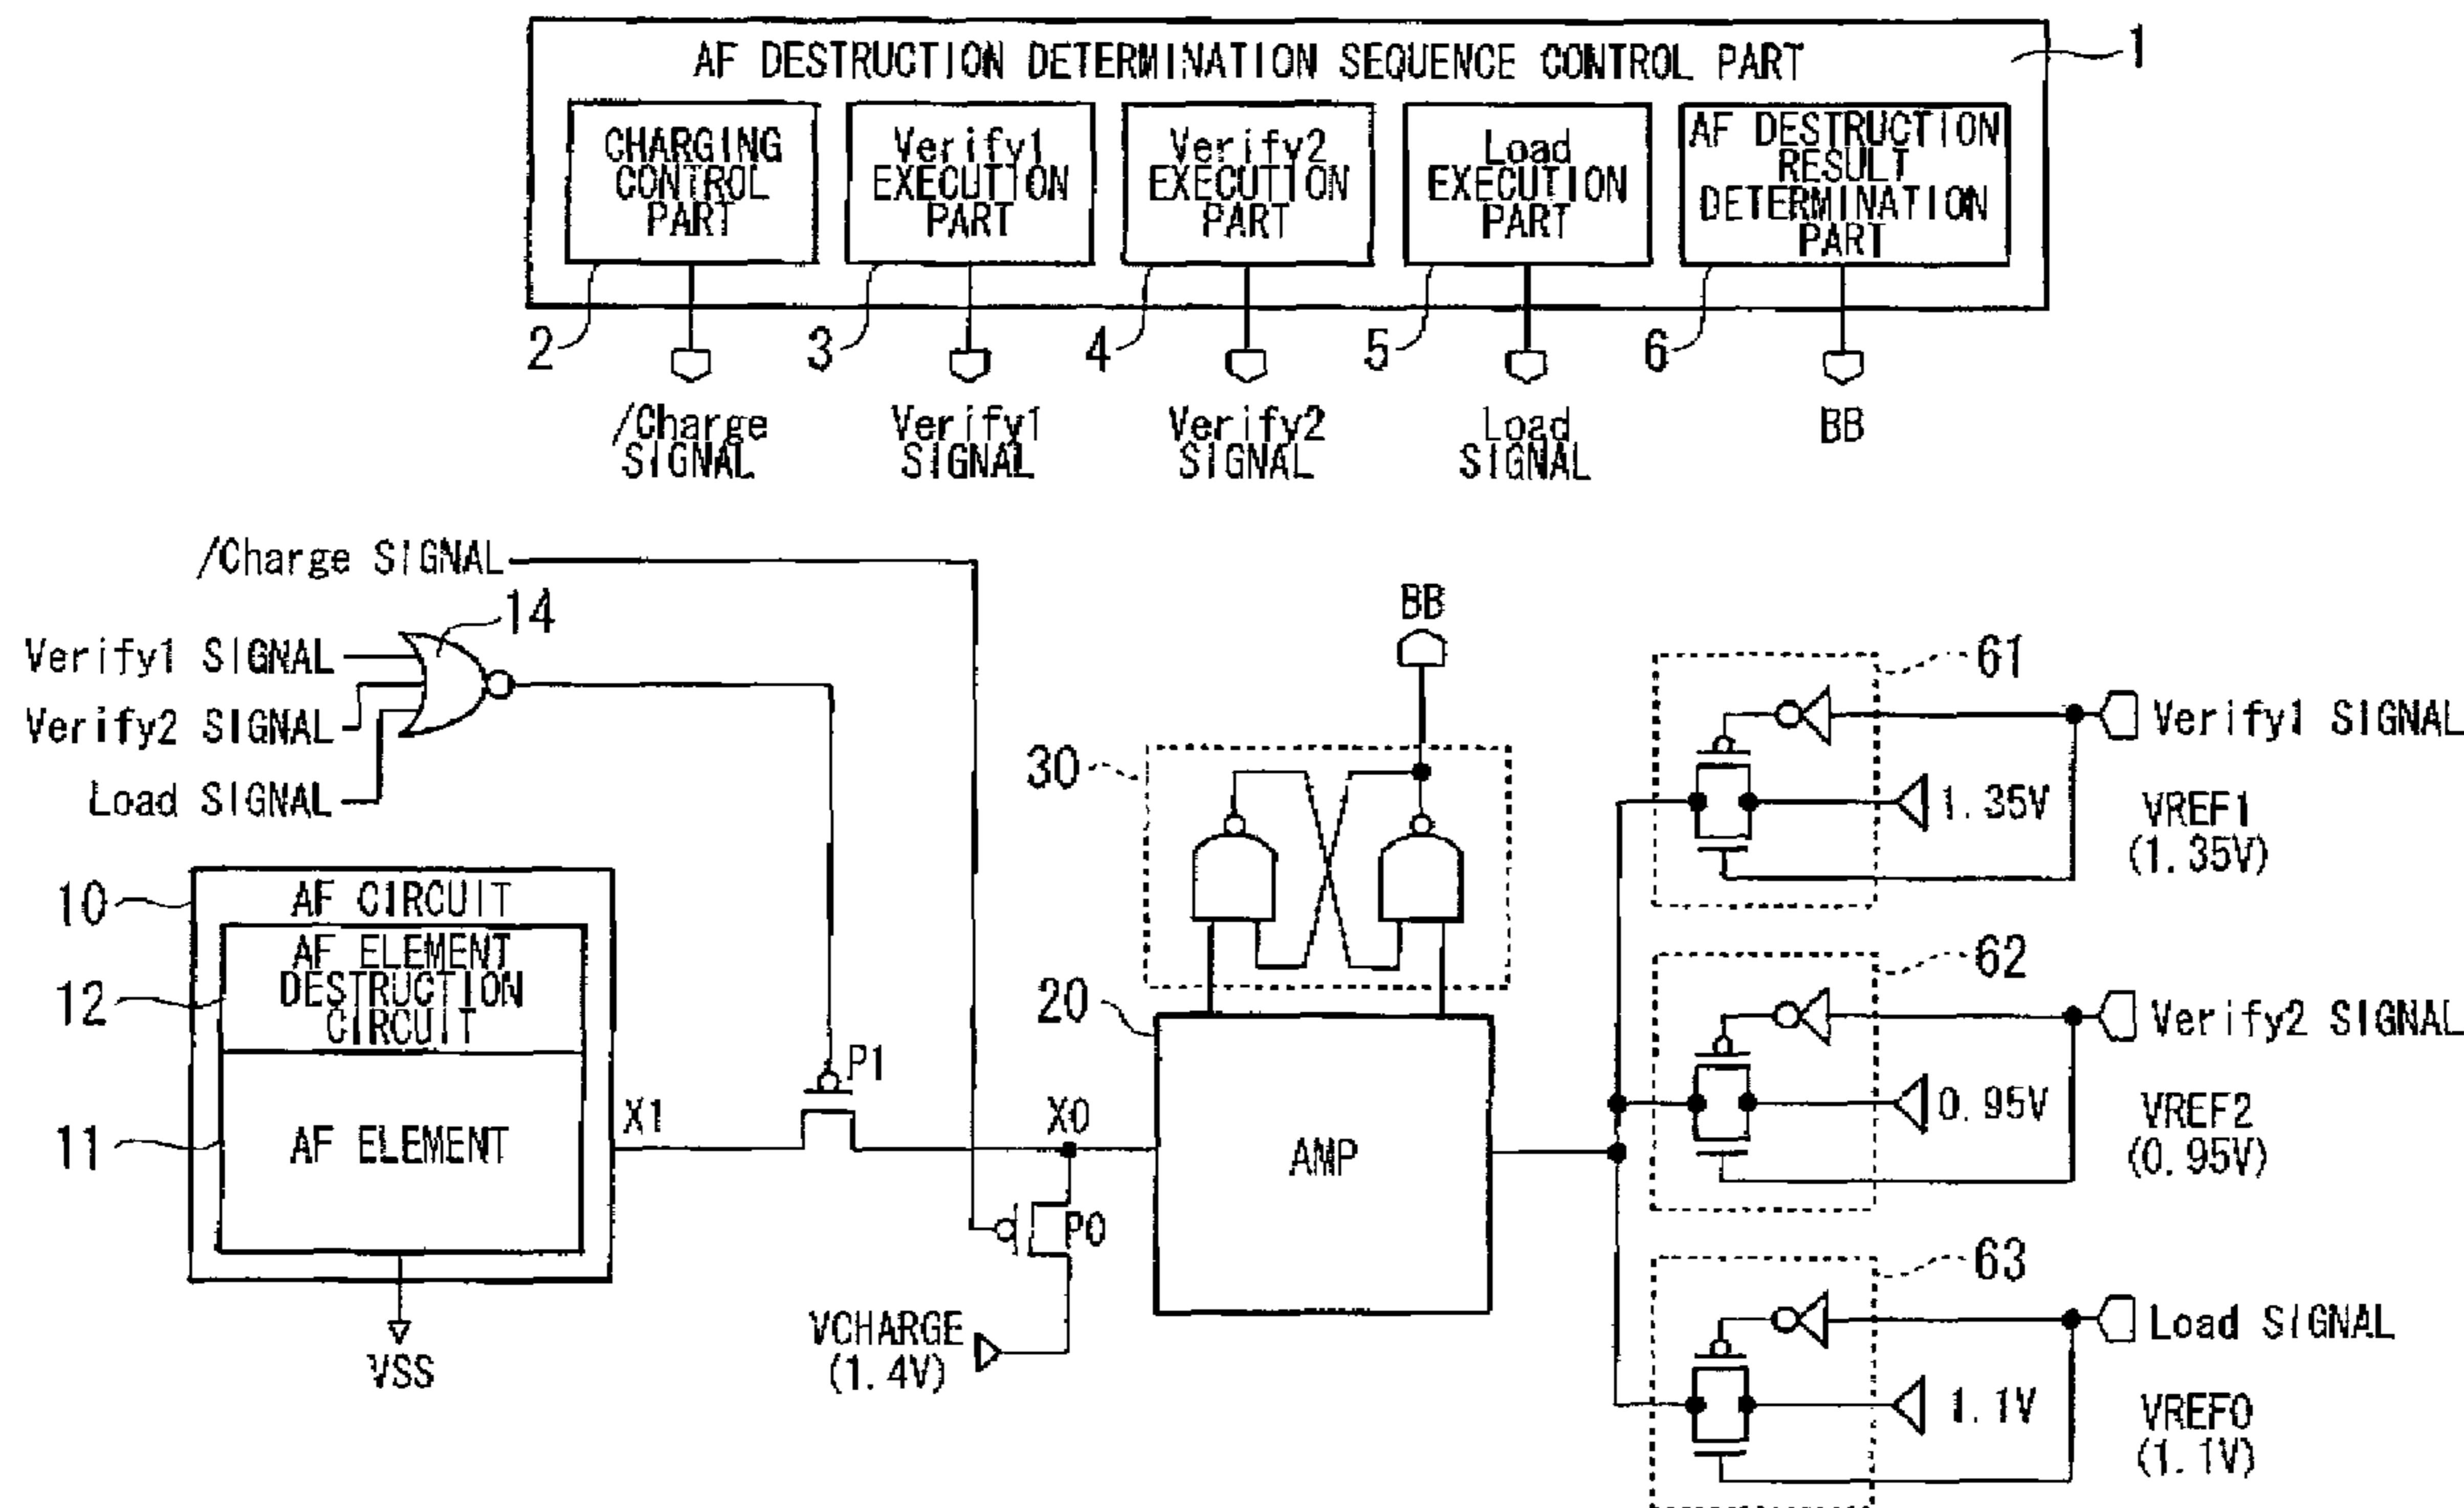 AF DESTRUCTION DETERMINATION SEQUENCE CONTROL PART
1
CHARGING
CONTROL
PART
Verify1
EXECUTION
PART
Verify2
EXECUTION
PART
Load
EXECUTION
PART
AF DESTRUCTION
RESULT
DETERMINATION
PART
2
3
4
5
6
/Charge
SIGNAL
Verify1
SIGNAL
Verify2
SIGNAL
Load
SIGNAL
BB
/Charge SIGNAL
14
Verify1 SIGNAL
Verify2 SIGNAL
Load SIGNAL
BB
30
61
Verify1 SIGNAL
1.35V
VREF1
(1.35V)
10
AF CIRCUIT
12
AF ELEMENT
DESTRUCTION
CIRCUIT
11
AF ELEMENT
VSS
X1
P1
X0
P0
VCHARGE
(1.4V)
20
AMP
62
Verify2 SIGNAL
0.95V
VREF2
(0.95V)
63
Load SIGNAL
1.1V
VREF0
(1.1V)